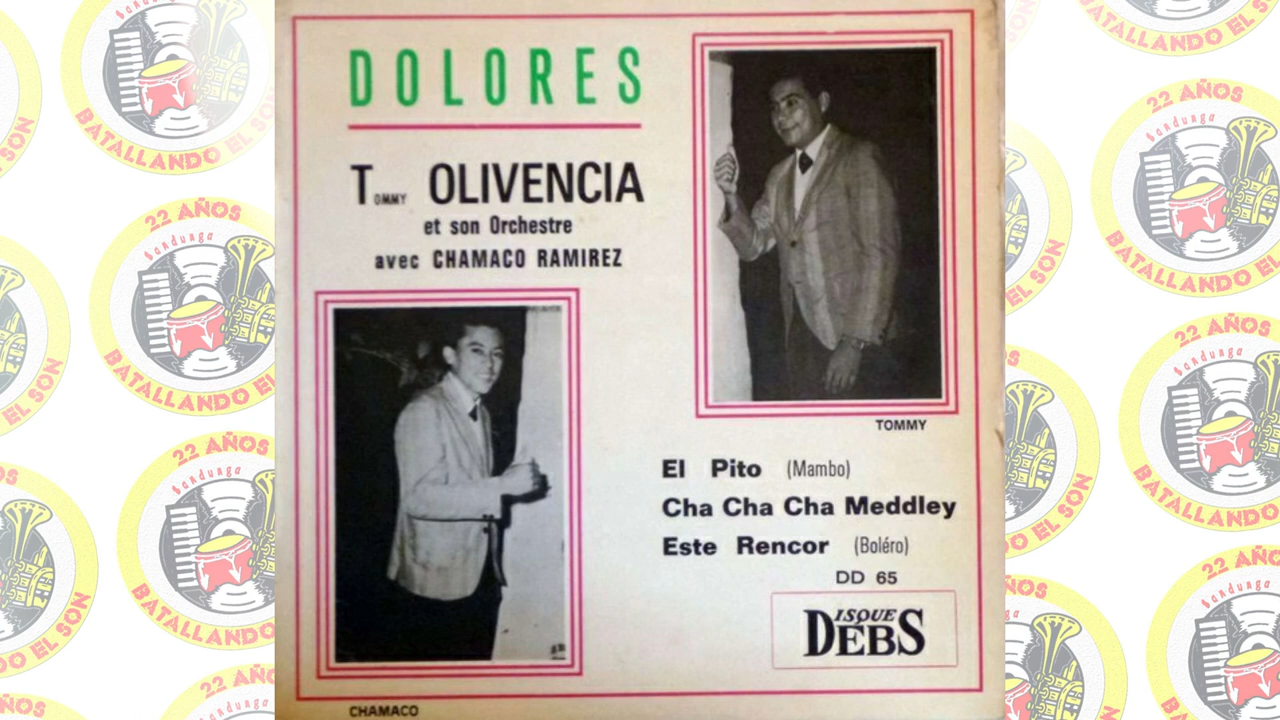 DOLORES
TOMMY OLIVENCIA
et son Orchestre
avec CHAMACO RAMIREZ
TOMMY
El Pito (Mambo)
Cha Cha Cha Meddley
Este Rencor (Boléro)
DD 65
DISQUE
DEBS
CHAMACO
22 AÑOS
Sandunga
BATALLANDO EL SON